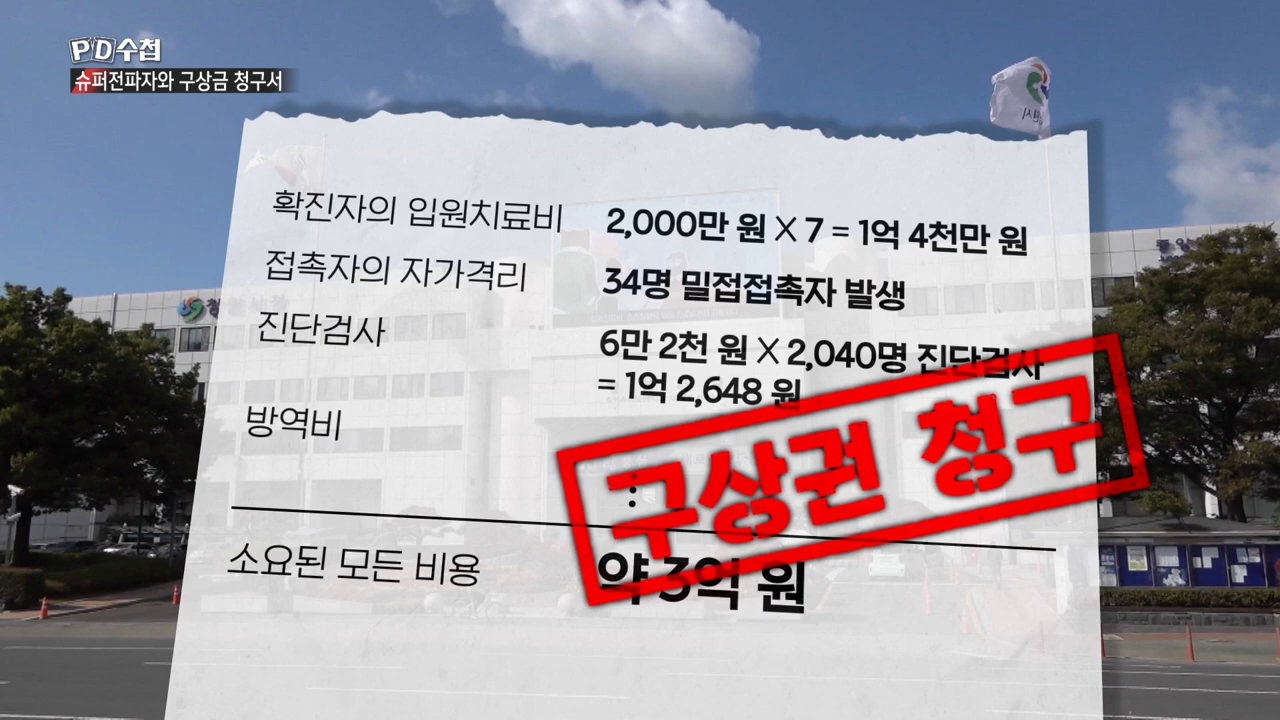 PD수첩
슈퍼전파자와 구상금 청구서
확진자의 입원치료비 2,000만 원 X 7 = 1억 4천만 원
접촉자의 자가격리 34명 밀접접촉자 발생
진단검사 6만 2천 원 X 2,040명 진단검사
= 1억 2,648 원
방역비
:
구상권 청구
소요된 모든 비용 약 3억 원